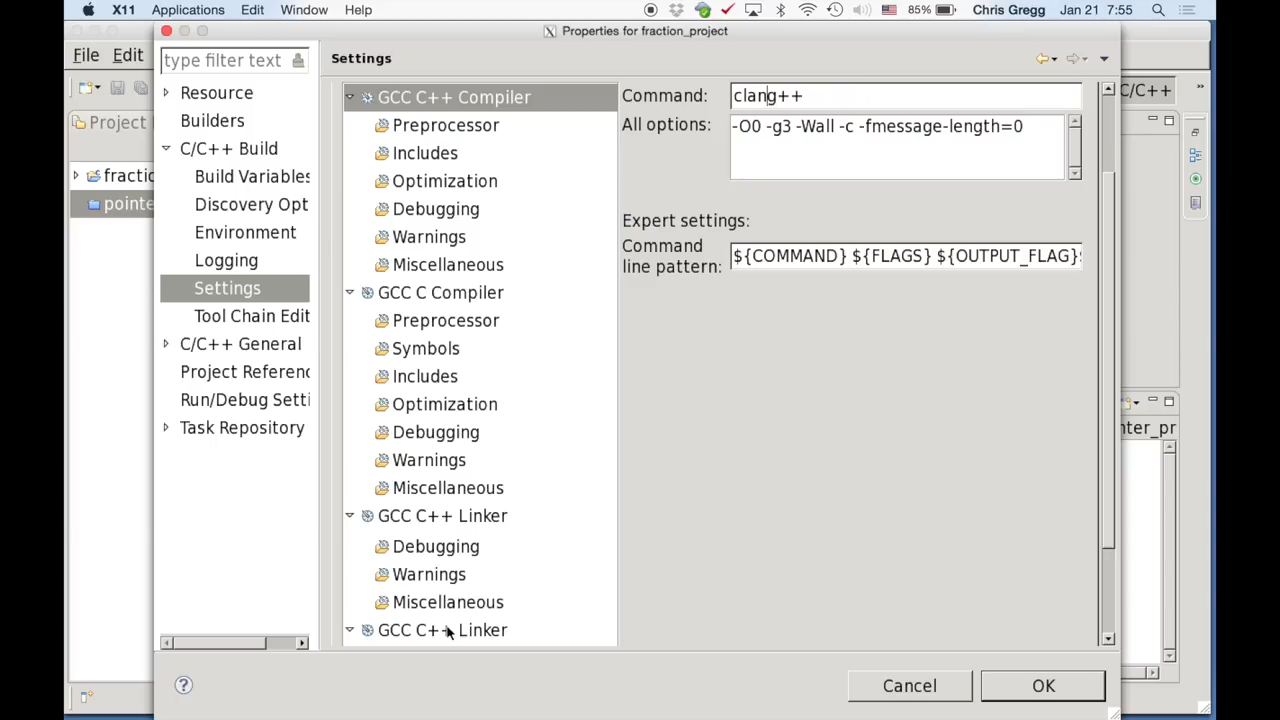 X11 Applications Edit Window Help 85% Chris Gregg Jan 21 7:55
Properties for fraction_project
File Edit
type filter text
Settings
Resource
Builders
C/C++ Build
Build Variables
Discovery Opt
Environment
Logging
Settings
Tool Chain Edit
C/C++ General
Project Referenc
Run/Debug Setti
Task Repository
Project
fractio
pointe
GCC C++ Compiler
Preprocessor
Includes
Optimization
Debugging
Warnings
Miscellaneous
GCC C Compiler
Preprocessor
Symbols
Includes
Optimization
Debugging
Warnings
Miscellaneous
GCC C++ Linker
Debugging
Warnings
Miscellaneous
GCC C++ Linker
Command: clang++
All options: -O0 -g3 -Wall -c -fmessage-length=0
Expert settings:
Command
line pattern: ${COMMAND} ${FLAGS} ${OUTPUT_FLAG}
C/C++
nter_pr
Cancel OK